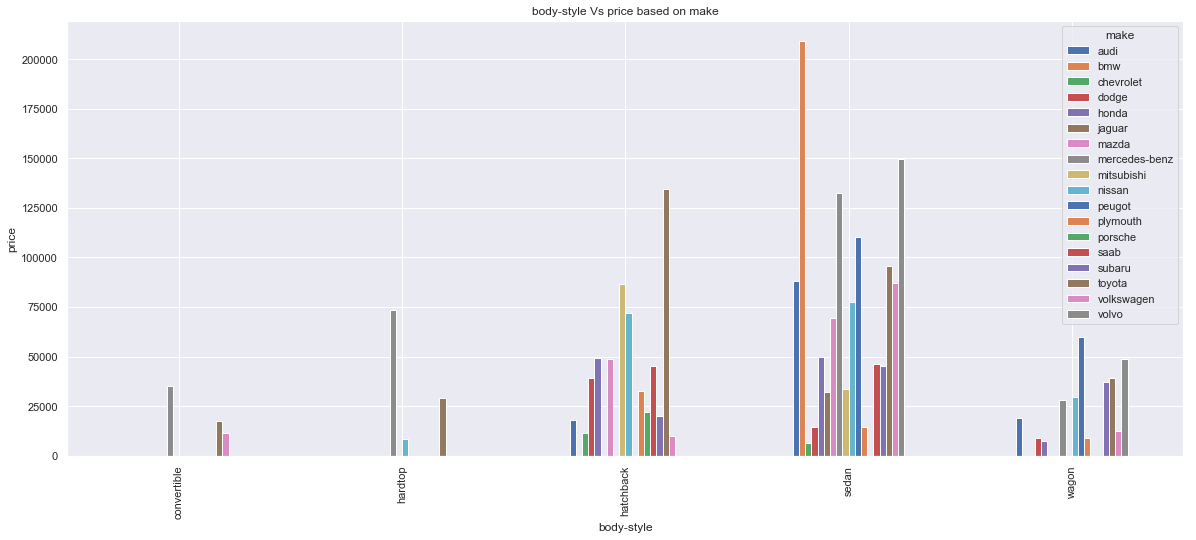 body-style Vs price based on make
price
200000
175000
150000
125000
100000
75000
50000
25000
0
make
audi
bmw
chevrolet
dodge
honda
jaguar
mazda
mercedes-benz
mitsubishi
nissan
peugot
plymouth
porsche
saab
subaru
toyota
volkswagen
volvo
convertible
hardtop
hatchback
sedan
wagon
body-style